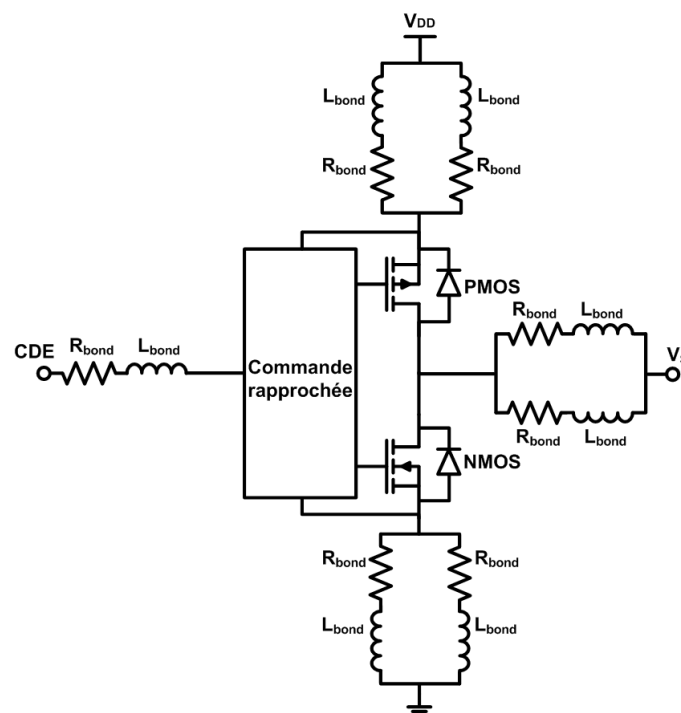 VDD
Lbond Lbond
Rbond Rbond
PMOS
Rbond Lbond
CDE Rbond Lbond
Commande
rapprochée
Rbond Lbond
NMOS
Rbond Rbond
Lbond Lbond